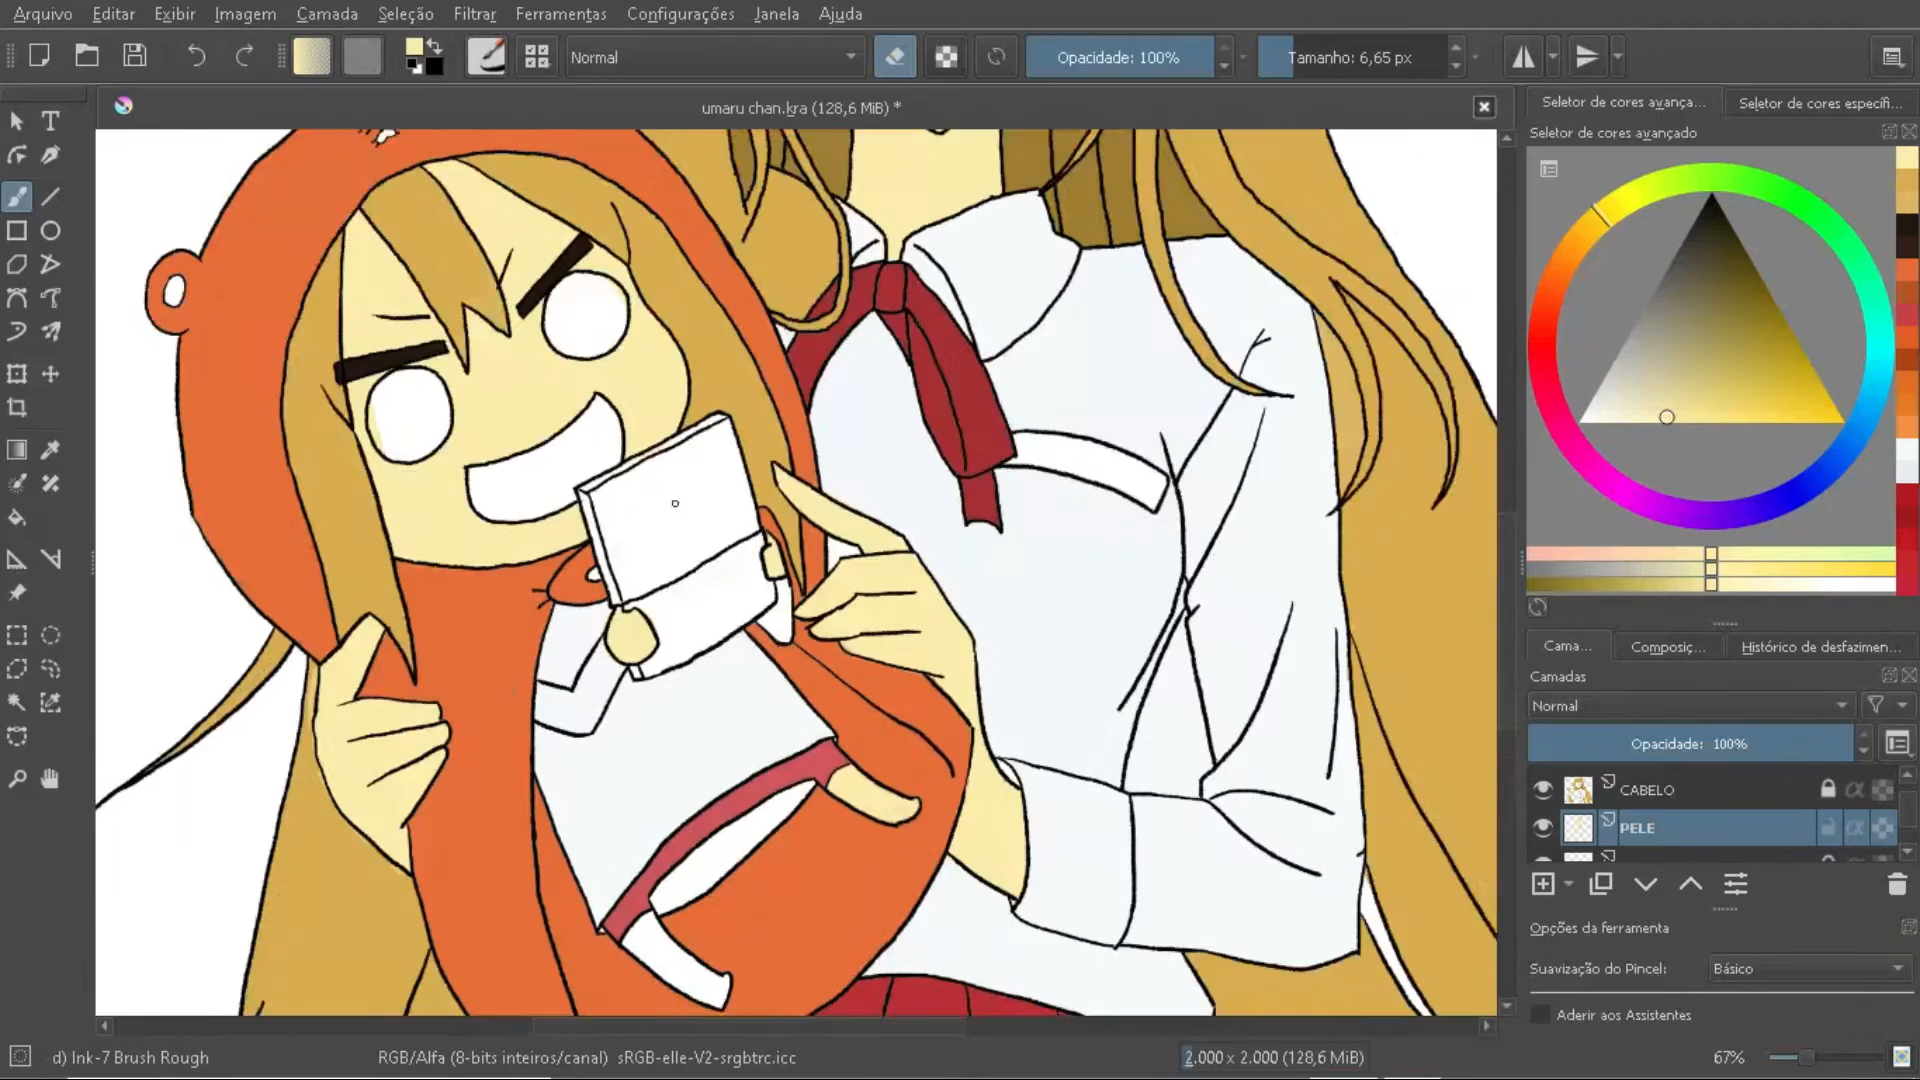 Arquivo Editar Exibir Imagem Camada Seleção Filtrar Ferramentas Configurações Janela Ajuda
Normal Opacidade: 100% Tamanho: 6,65 px
umaru chan.kra (128,6 MiB) *
Seletor de cores avança... Seletor de cores específi...
Seletor de cores avançado
Cama... Composiç... Histórico de desfazimen...
Camadas
Normal
Opacidade: 100%
CABELO
PELE
Opções da ferramenta
Suavização do Pincel: Básico
Aderir aos Assistentes
d) Ink-7 Brush Rough RGB/Alfa (8-bits inteiros/canal) sRGB-elle-V2-srgbtrc.icc 2.000 x 2.000 (128,6 MiB) 67%